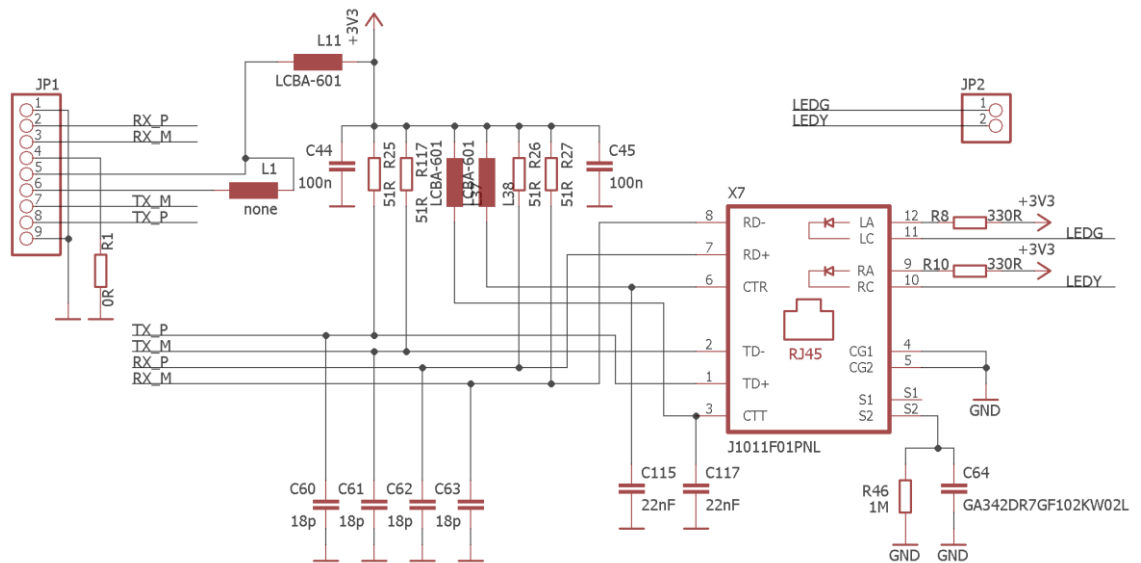 +3V3
L11
LCBA-601
JP1
1
2
3
4
5
6
7
8
9
RX_P
RX_M
TX_M
TX_P
L1
none
R1
0R
C44
100n
R25
51R
R117
51R
LCBA-601
LCBA-601
L37
L38
R26
51R
R27
51R
C45
100n
LEDG
LEDY
JP2
1
2
X7
8 RD-
7 RD+
6 CTR
2 TD-
1 TD+
3 CTT
LA 12
LC 11
RA 9
RC 10
RJ45
CG1 4
CG2 5
S1 S1
S2 S2
J1011F01PNL
R8 330R +3V3
LEDG
+3V3
R10 330R
LEDY
GND
TX_P
TX_M
RX_P
RX_M
C60 C61 C62 C63
18p 18p 18p 18p
C115 C117
22nF 22nF
R46
1M
C64
GA342DR7GF102KW02L
GND GND